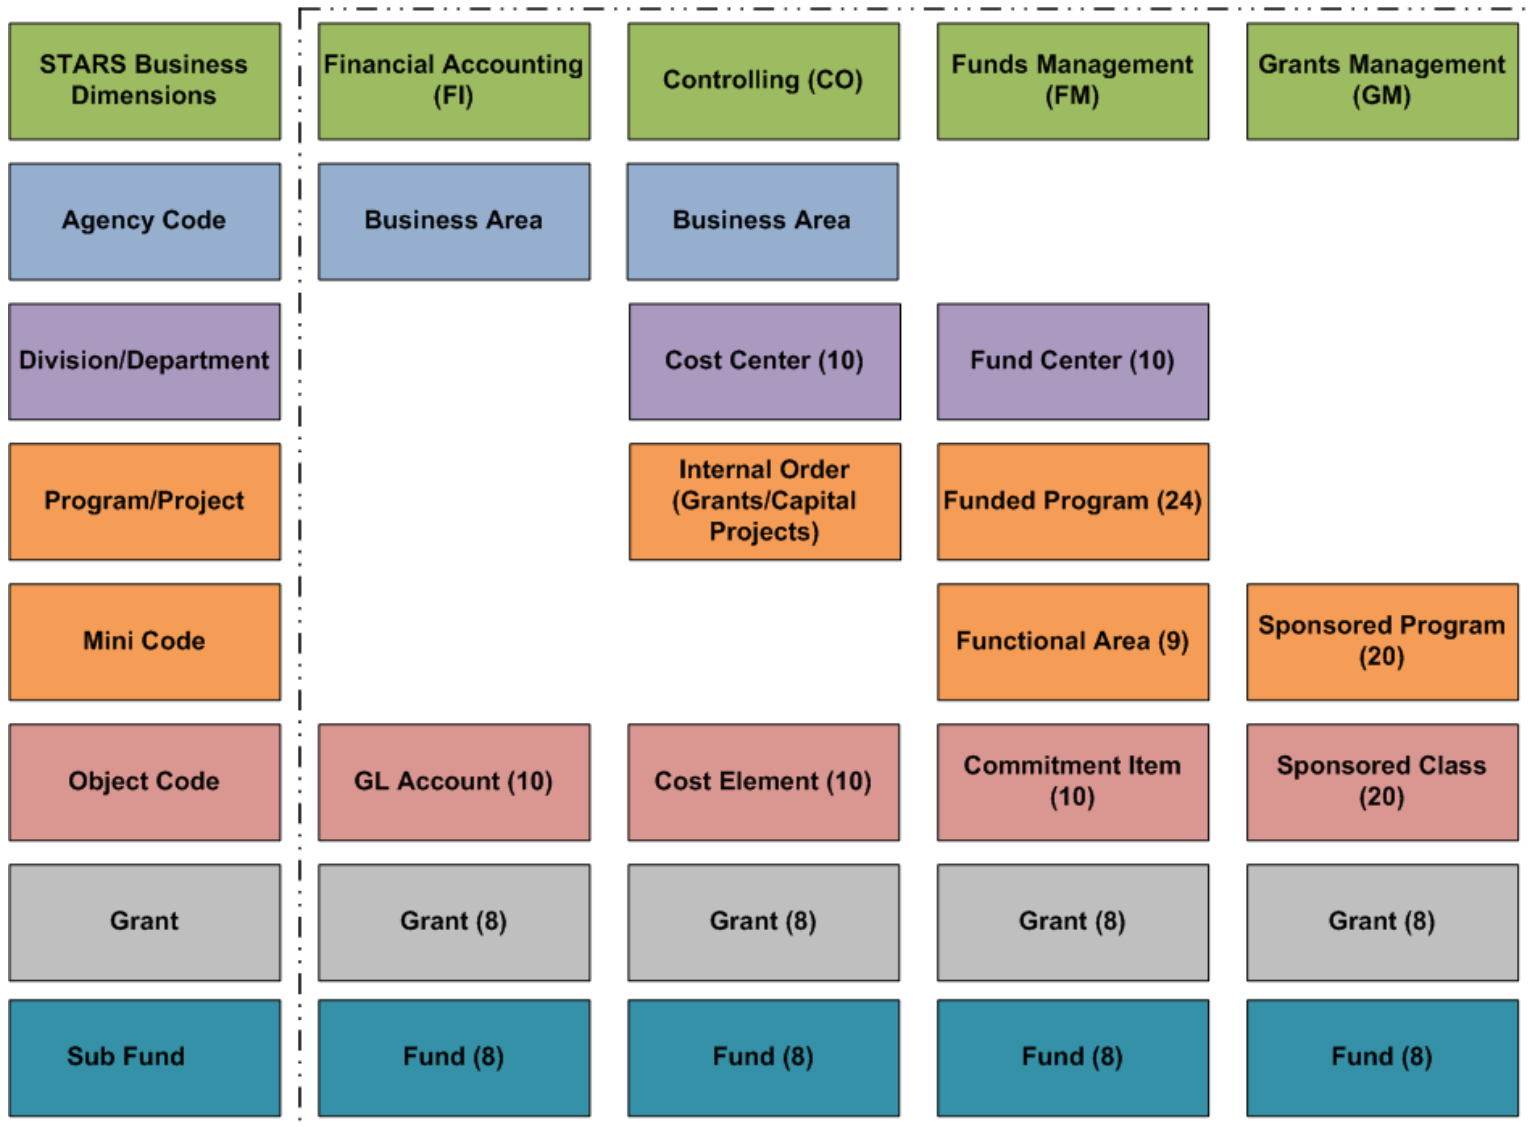 STARS Business
Dimensions
Financial Accounting
(FI)
Controlling (CO)
Funds Management
(FM)
Grants Management
(GM)
Agency Code
Business Area
Business Area
Division/Department
Cost Center (10)
Fund Center (10)
Program/Project
Internal Order
(Grants/Capital
Projects)
Funded Program (24)
Mini Code
Functional Area (9)
Sponsored Program
(20)
Object Code
GL Account (10)
Cost Element (10)
Commitment Item
(10)
Sponsored Class
(20)
Grant
Grant (8)
Grant (8)
Grant (8)
Grant (8)
Sub Fund
Fund (8)
Fund (8)
Fund (8)
Fund (8)